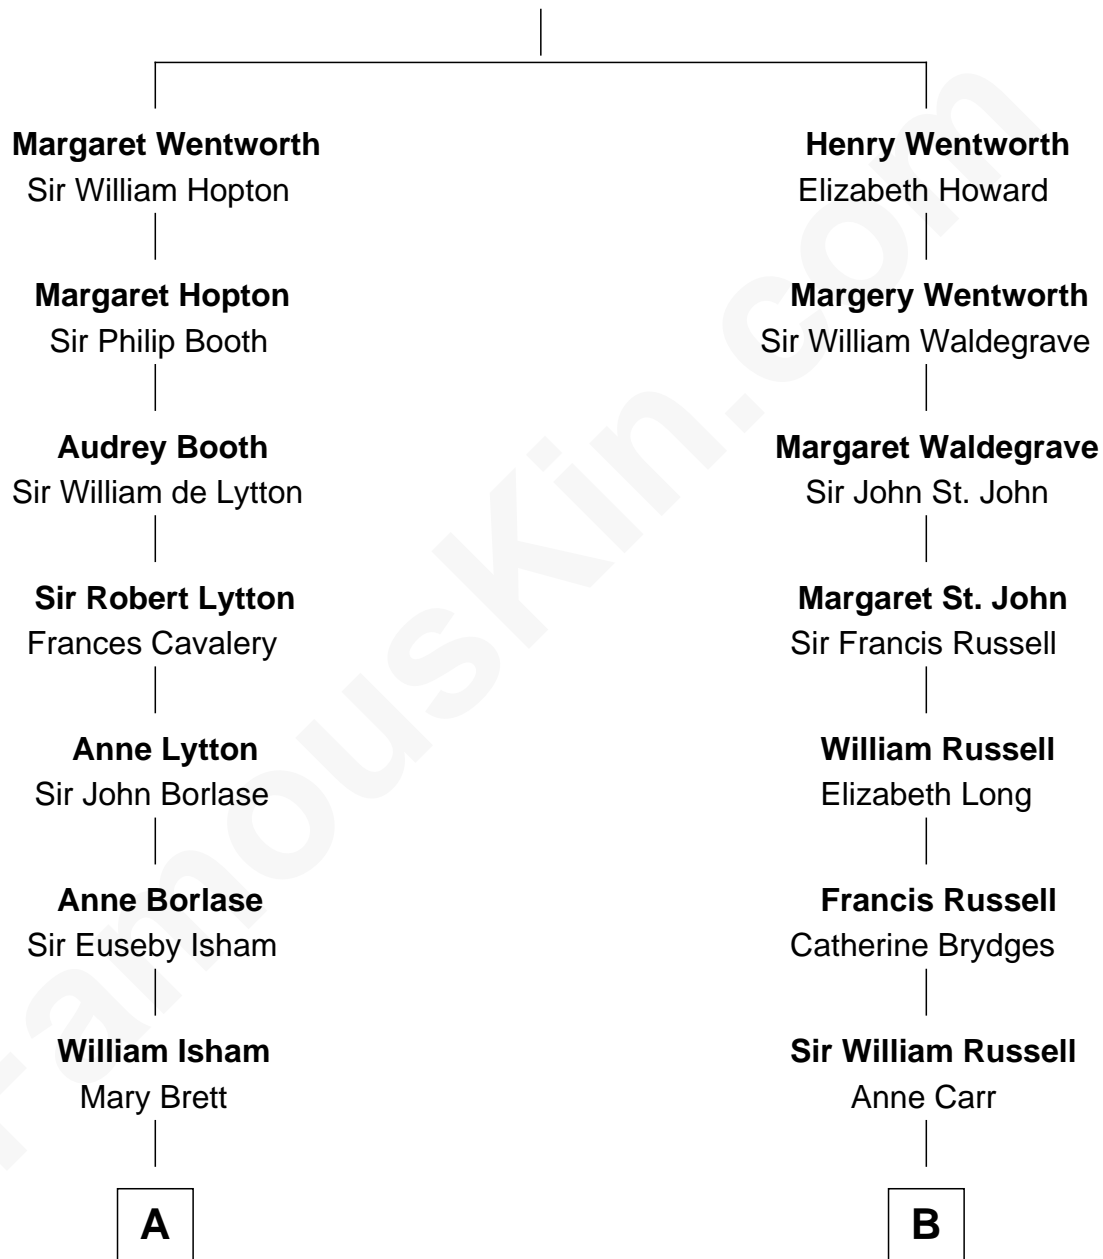 Margaret Wentworth
Sir William Hopton
Margaret Hopton
Sir Philip Booth
Audrey Booth
Sir William de Lytton
Sir Robert Lytton
Frances Cavalery
Anne Lytton
Sir John Borlase
Anne Borlase
Sir Euseby Isham
William Isham
Mary Brett
A
Henry Wentworth
Elizabeth Howard
Margery Wentworth
Sir William Waldegrave
Margaret Waldegrave
Sir John St. John
Margaret St. John
Sir Francis Russell
William Russell
Elizabeth Long
Francis Russell
Catherine Brydges
Sir William Russell
Anne Carr
B
FamousKin.com